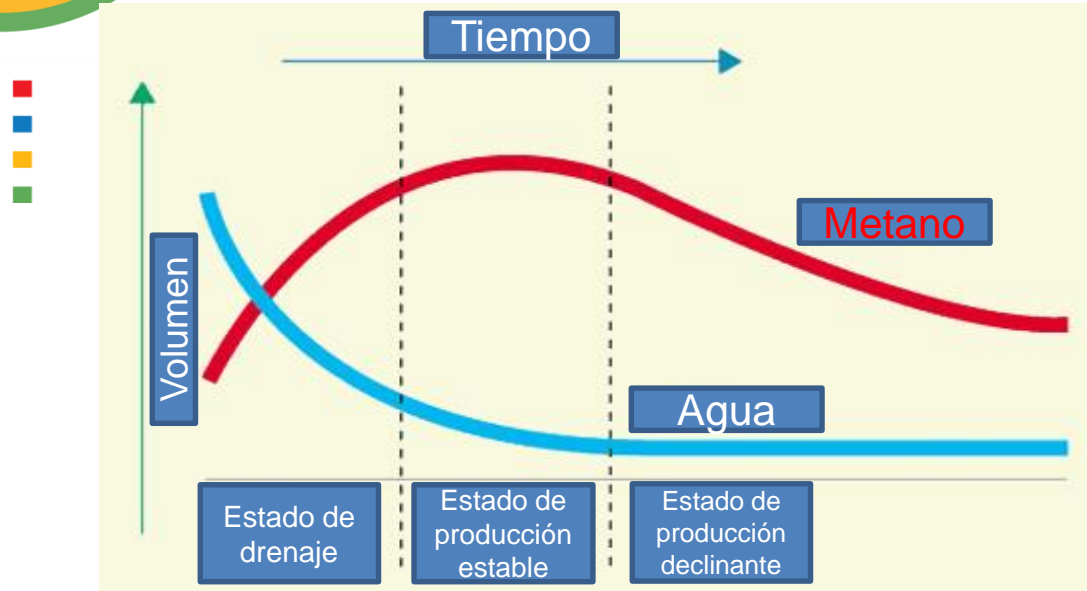 Tiempo
Volumen
Metano
Agua
Estado de
drenaje
Estado de
producción
estable
Estado de
producción
declinante